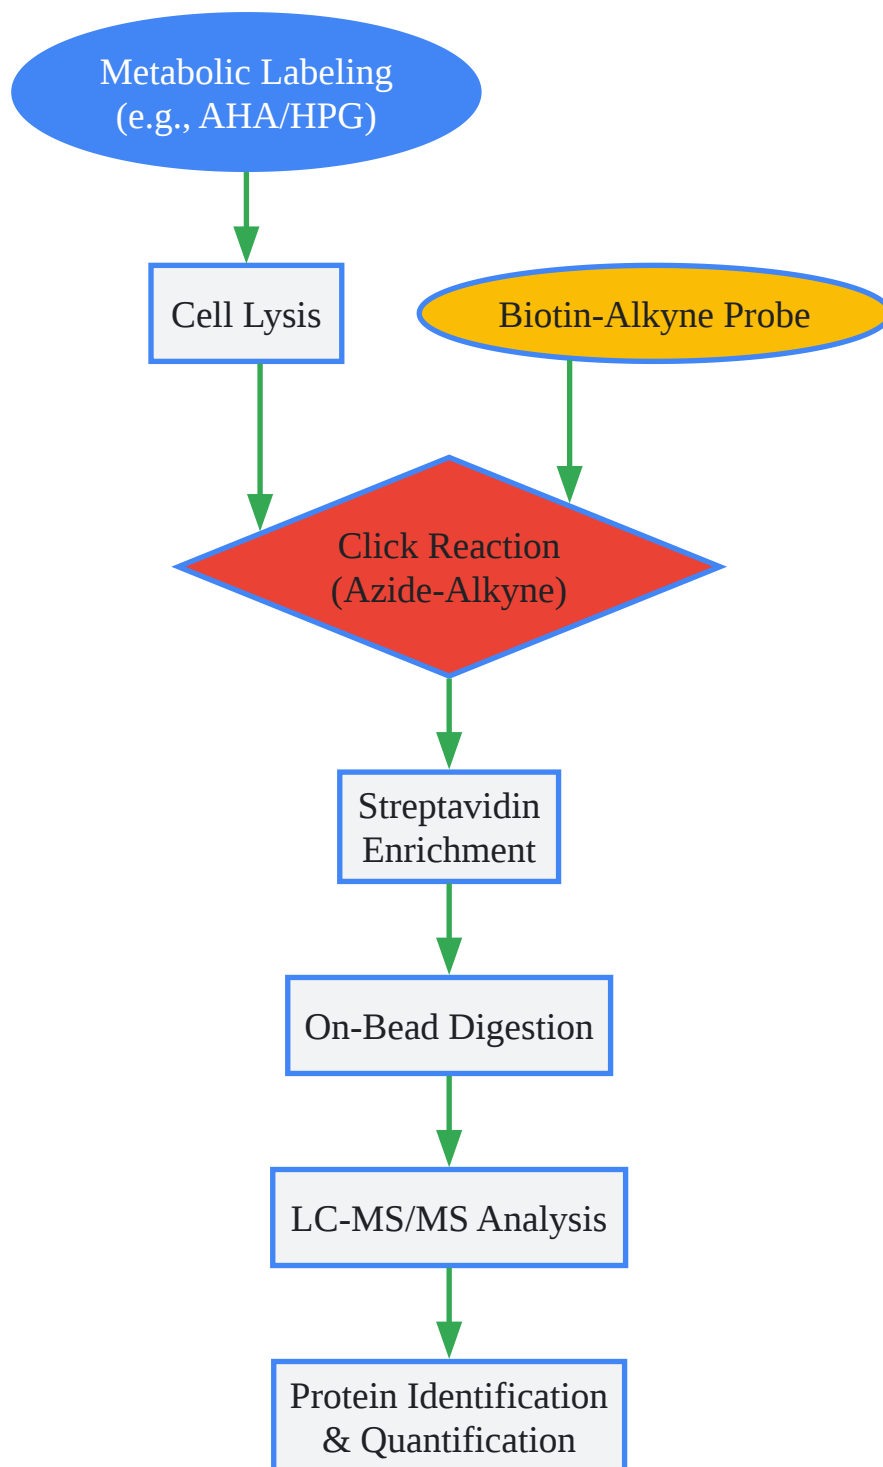 Metabolic Labeling
(e.g., AHA/HPG)
Cell Lysis
Biotin-Alkyne Probe
Click Reaction
(Azide-Alkyne)
Streptavidin
Enrichment
On-Bead Digestion
LC-MS/MS Analysis
Protein Identification
& Quantification